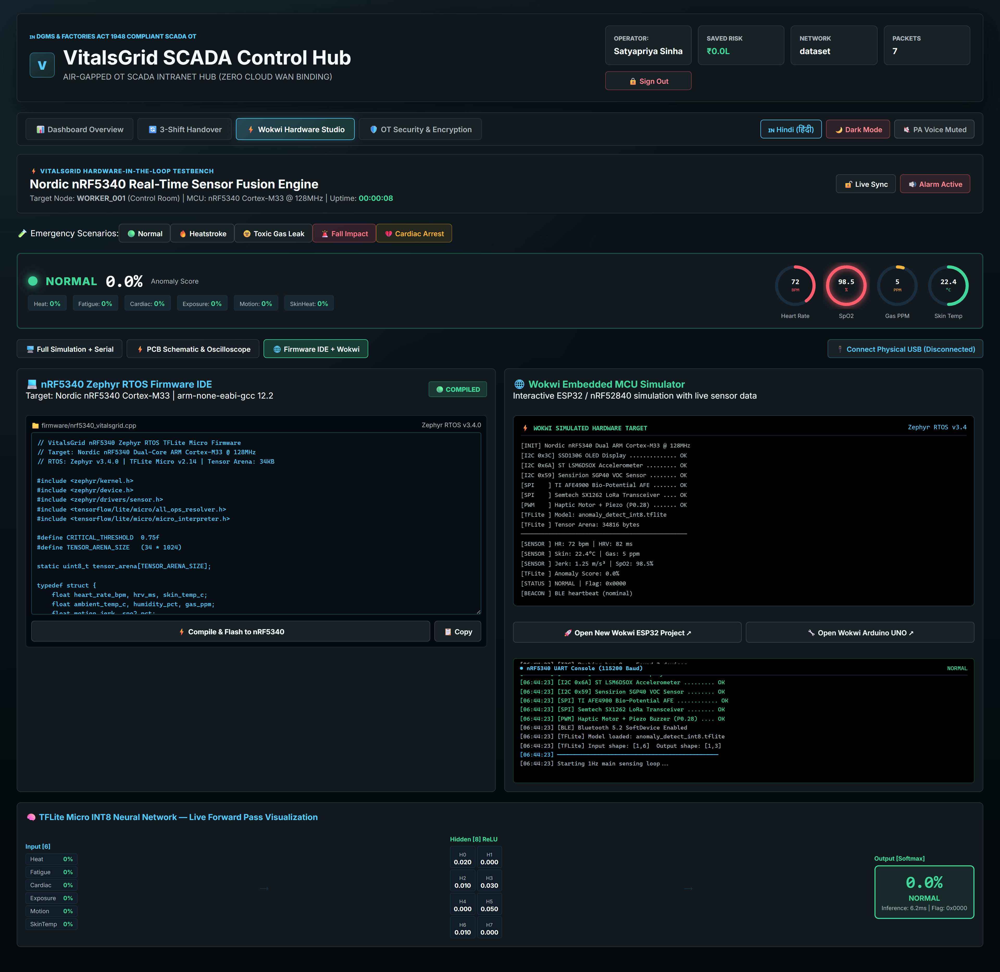 IN DGMS & FACTORIES ACT 1948 COMPLIANT SCADA OT
V
VitalsGrid SCADA Control Hub
AIR-GAPPED OT SCADA INTRANET HUB (ZERO CLOUD WAN BINDING)
OPERATOR:
Satyapriya Sinha
SAVED RISK
₹0.0L
NETWORK
dataset
PACKETS
7
Sign Out
Dashboard Overview
3-Shift Handover
Wokwi Hardware Studio
OT Security & Encryption
IN Hindi (हिंदी)
Dark Mode
PA Voice Muted
VITALSGRID HARDWARE-IN-THE-LOOP TESTBENCH
Nordic nRF5340 Real-Time Sensor Fusion Engine
Target Node: WORKER_001 (Control Room) | MCU: nRF5340 Cortex-M33 @ 128MHz | Uptime: 00:00:08
Live Sync
Alarm Active
Emergency Scenarios:
Normal
Heatstroke
Toxic Gas Leak
Fall Impact
Cardiac Arrest
NORMAL 0.0% Anomaly Score
Heat: 0%
Fatigue: 0%
Cardiac: 0%
Exposure: 0%
Motion: 0%
SkinHeat: 0%
72
BPM
Heart Rate
98.5
%
SpO2
5
PPM
Gas PPM
22.4
°C
Skin Temp
Full Simulation + Serial
PCB Schematic & Oscilloscope
Firmware IDE + Wokwi
Connect Physical USB (Disconnected)
nRF5340 Zephyr RTOS Firmware IDE
Target: Nordic nRF5340 Cortex-M33 | arm-none-eabi-gcc 12.2
COMPILED
firmware/nrf5340_vitalsgrid.cpp
Zephyr RTOS v3.4.0
// VitalsGrid nRF5340 Zephyr RTOS TFLite Micro Firmware
// Target: Nordic nRF5340 Dual-Core ARM Cortex-M33 @ 128MHz
// RTOS: Zephyr v3.4.0 | TFLite Micro v2.14 | Tensor Arena: 34KB
#include <zephyr/kernel.h>
#include <zephyr/device.h>
#include <zephyr/drivers/sensor.h>
#include <tensorflow/lite/micro/all_ops_resolver.h>
#include <tensorflow/lite/micro/micro_interpreter.h>
#define CRITICAL_THRESHOLD  0.75f
#define TENSOR_ARENA_SIZE   (34 * 1024)
static uint8_t tensor_arena[TENSOR_ARENA_SIZE];
typedef struct {
    float heart_rate_bpm, hrv_ms, skin_temp_c;
    float ambient_temp_c, humidity_pct, gas_ppm;
    float motion_jerk, spo2_pct;
Compile & Flash to nRF5340
Copy
Wokwi Embedded MCU Simulator
Interactive ESP32 / nRF52840 simulation with live sensor data
WOKWI SIMULATED HARDWARE TARGET
Zephyr RTOS v3.4
[INIT] Nordic nRF5340 Dual ARM Cortex-M33 @ 128MHz
[I2C 0x3C] SSD1306 OLED Display .............. OK
[I2C 0x6A] ST LSM6DSOX Accelerometer ......... OK
[I2C 0x59] Sensirion SGP40 VOC Sensor ........ OK
[SPI    ] TI AFE4900 Bio-Potential AFE ....... OK
[SPI    ] Semtech SX1262 LoRa Transceiver .... OK
[PWM    ] Haptic Motor + Piezo (P0.28) ....... OK
[TFLite ] Model: anomaly_detect_int8.tflite
[TFLite ] Tensor Arena: 34816 bytes
[SENSOR ] HR: 72 bpm | HRV: 82 ms
[SENSOR ] Skin: 22.4°C | Gas: 5 ppm
[SENSOR ] Jerk: 1.25 m/s³ | SpO2: 98.5%
[TFLite ] Anomaly Score: 0.0%
[STATUS ] NORMAL | Flag: 0x0000
[BEACON ] BLE heartbeat (nominal)
Open New Wokwi ESP32 Project ↗
Open Wokwi Arduino UNO ↗
nRF5340 UART Console (115200 Baud)
NORMAL
[06:44:23] [I2C 0x6A] ST LSM6DSOX Accelerometer ......... OK
[06:44:23] [I2C 0x59] Sensirion SGP40 VOC Sensor ........ OK
[06:44:23] [SPI] TI AFE4900 Bio-Potential AFE ............ OK
[06:44:23] [SPI] Semtech SX1262 LoRa Transceiver ........ OK
[06:44:23] [PWM] Haptic Motor + Piezo Buzzer (P0.28) .... OK
[06:44:23] [BLE] Bluetooth 5.2 SoftDevice Enabled
[06:44:23] [TFLite] Model loaded: anomaly_detect_int8.tflite
[06:44:23] [TFLite] Input shape: [1,6]  Output shape: [1,3]
[06:44:23] ────────────────────────
[06:44:23] Starting 1Hz main sensing loop...
TFLite Micro INT8 Neural Network — Live Forward Pass Visualization
Input [6]
Heat 0%
Fatigue 0%
Cardiac 0%
Exposure 0%
Motion 0%
SkinTemp 0%
→
Hidden [8] ReLU
H0 H1
0.020 0.000
H2 H3
0.010 0.030
H4 H5
0.000 0.050
H6 H7
0.010 0.000
→
Output [Softmax]
0.0%
NORMAL
Inference: 6.2ms | Flag: 0x0000